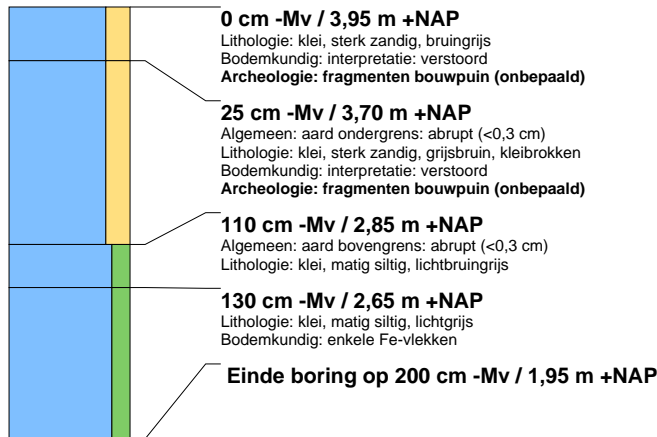 0 cm -Mv / 3,95 m +NAP
Lithologie: klei, sterk zandig, bruingrijs
Bodemkundig: interpretatie: verstoord
Archeologie: fragmenten bouwpuin (onbepaald)
25 cm -Mv / 3,70 m +NAP
Algemeen: aard ondergrens: abrupt (<0,3 cm)
Lithologie: klei, sterk zandig, grijsbruin, kleibrokken
Bodemkundig: interpretatie: verstoord
Archeologie: fragmenten bouwpuin (onbepaald)
110 cm -Mv / 2,85 m +NAP
Algemeen: aard bovengrens: abrupt (<0,3 cm)
Lithologie: klei, matig siltig, lichtbruingrijs
130 cm -Mv / 2,65 m +NAP
Lithologie: klei, matig siltig, lichtgrijs
Bodemkundig: enkele Fe-vlekken
Einde boring op 200 cm -Mv / 1,95 m +NAP